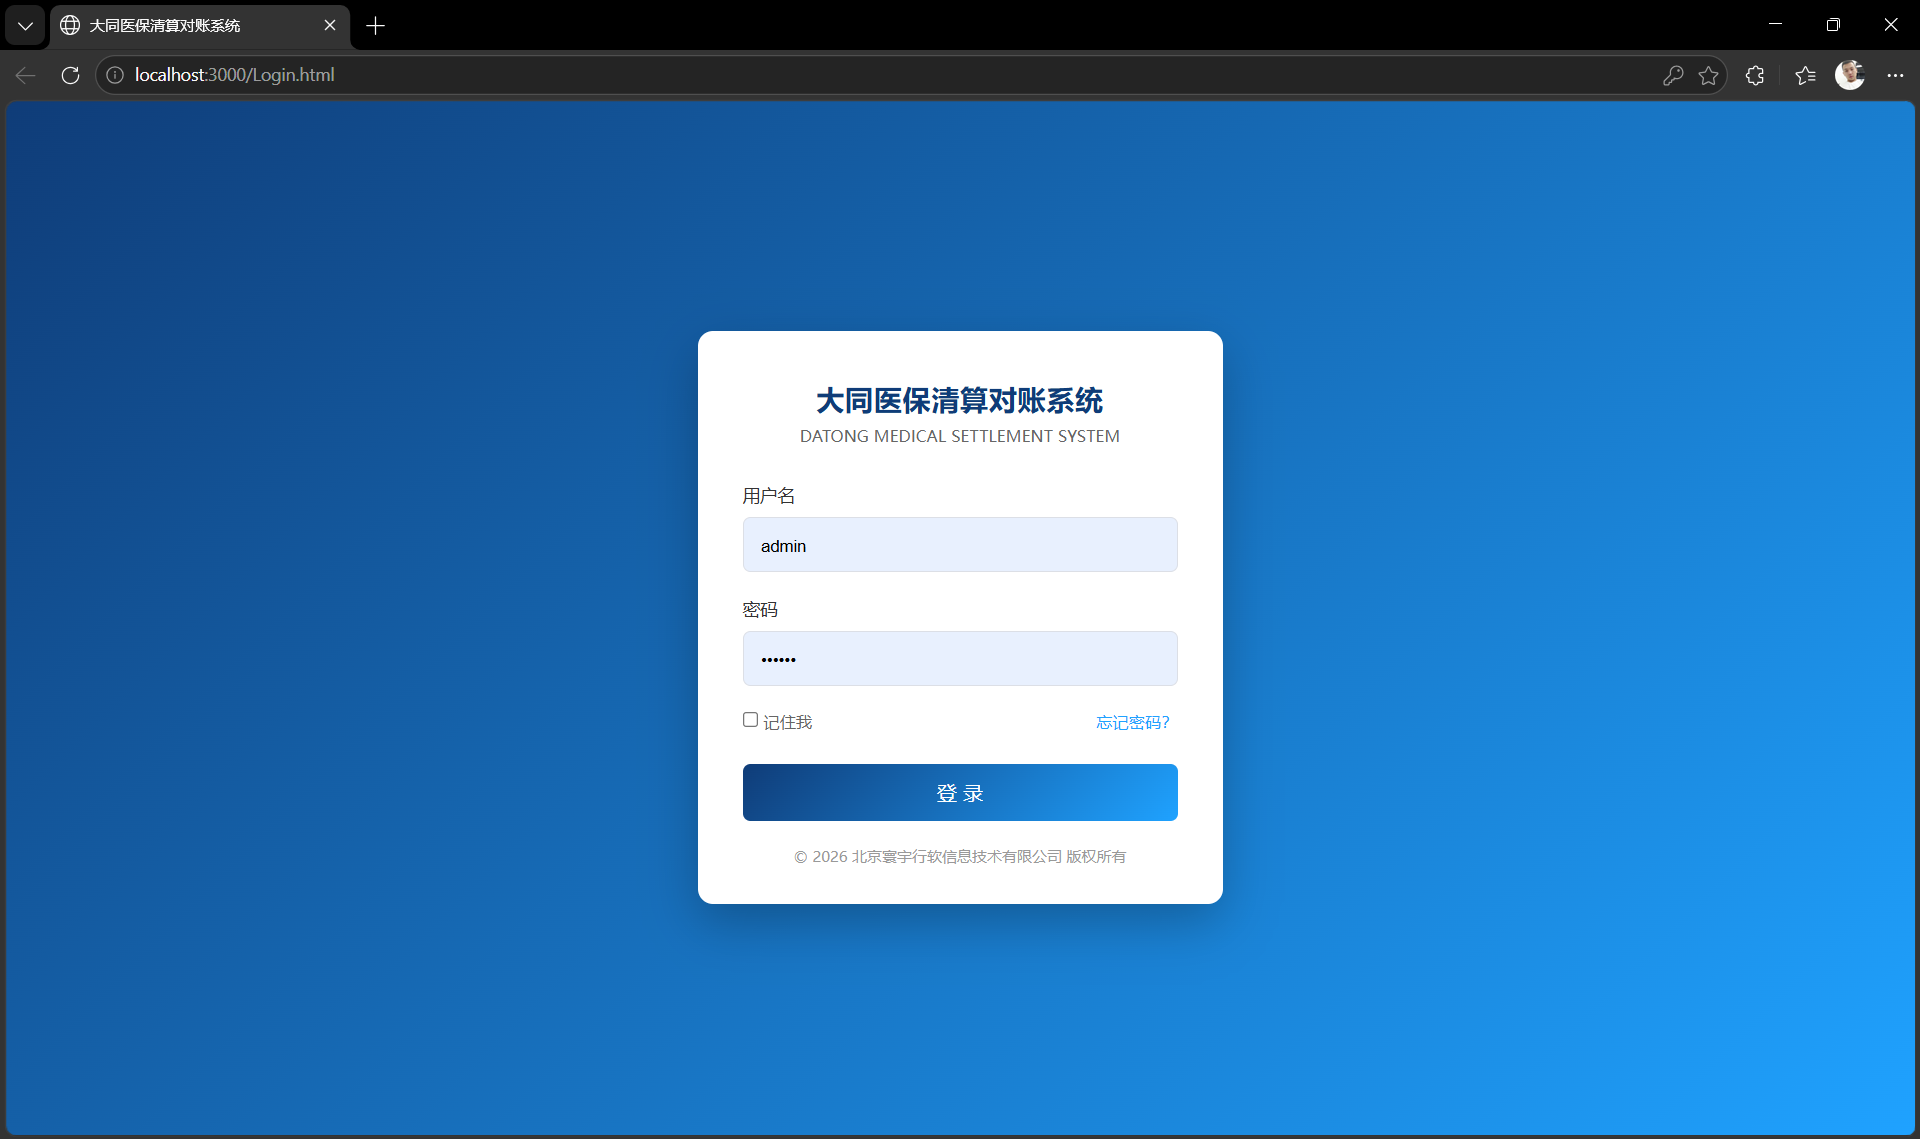 大同医保清算对账系统
localhost:3000/Login.html
大同医保清算对账系统
DATONG MEDICAL SETTLEMENT SYSTEM
用户名
admin
密码
••••••
记住我
忘记密码？
登 录
© 2026 北京寰宇行软信息技术有限公司 版权所有